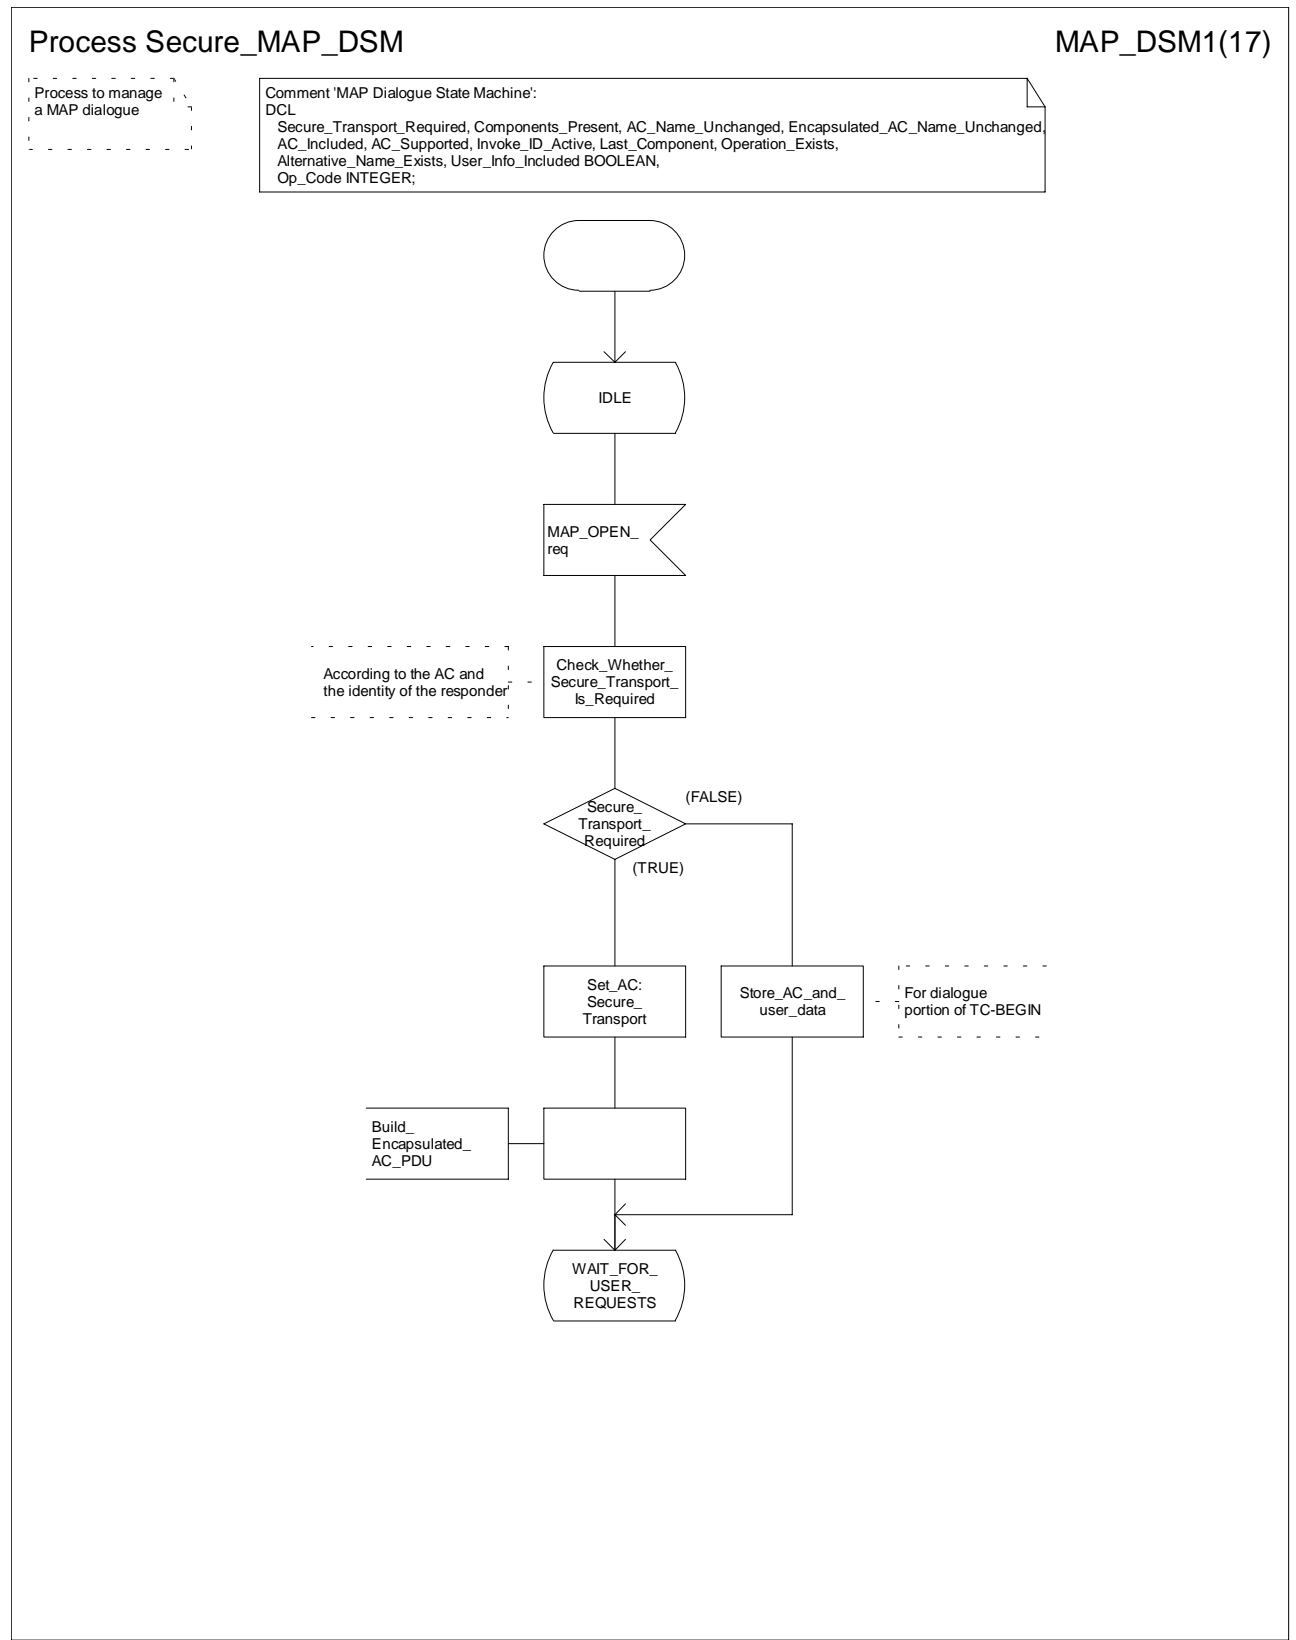 Process Secure_MAP_DSM
MAP_DSM1(17)
Process to manage
a MAP dialogue
Comment 'MAP Dialogue State Machine':
DCL
Secure_Transport_Required, Components_Present, AC_Name_Unchanged, Encapsulated_AC_Name_Unchanged,
AC_Included, AC_Supported, Invoke_ID_Active, Last_Component, Operation_Exists,
Alternative_Name_Exists, User_Info_Included BOOLEAN,
Op_Code INTEGER;
IDLE
MAP_OPEN_
req
According to the AC and
the identity of the responder
Check_Whether_
Secure_Transport_
Is_Required
Secure_
Transport_
Required
(FALSE)
(TRUE)
Set_AC:
Secure_
Transport
Store_AC_and_
user_data
For dialogue
portion of TC-BEGIN
Build_
Encapsulated_
AC_PDU
WAIT_FOR_
USER_
REQUESTS